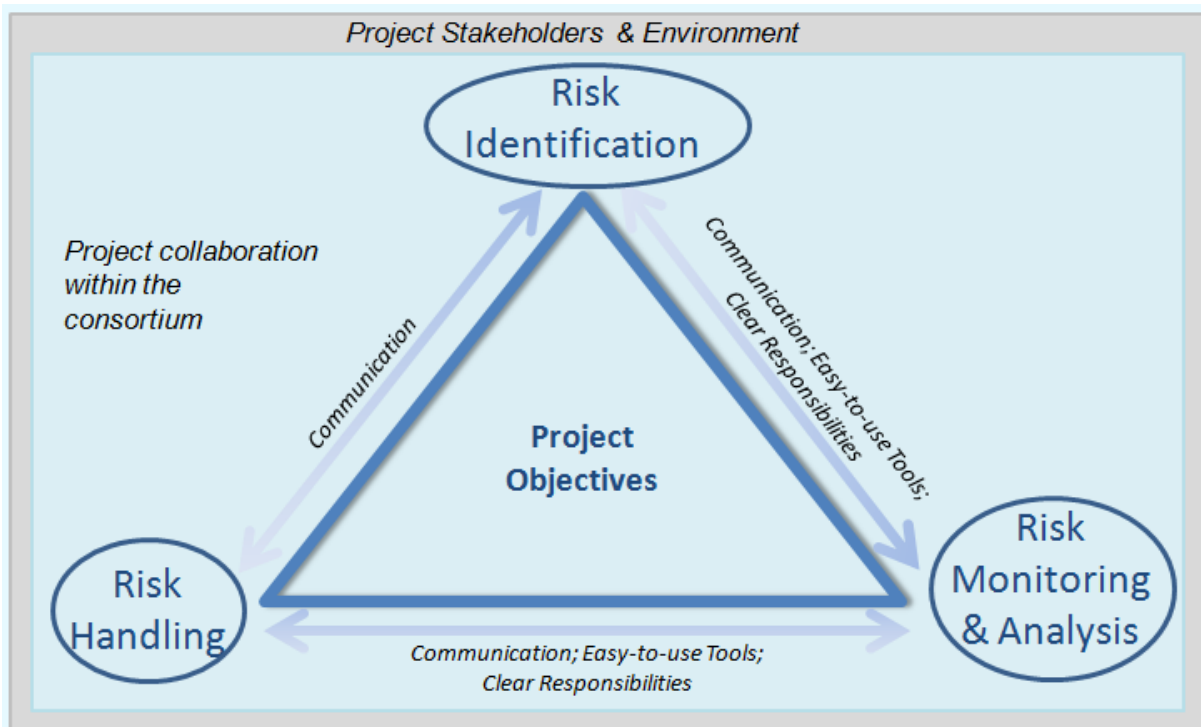 Project Stakeholders & Environment
Risk
Identification
Project collaboration
within the
consortium
Communication
Communication; Easy-to-use Tools;
Clear Responsibilities
Project
Objectives
Risk
Handling
Risk
Monitoring
& Analysis
Communication; Easy-to-use Tools;
Clear Responsibilities